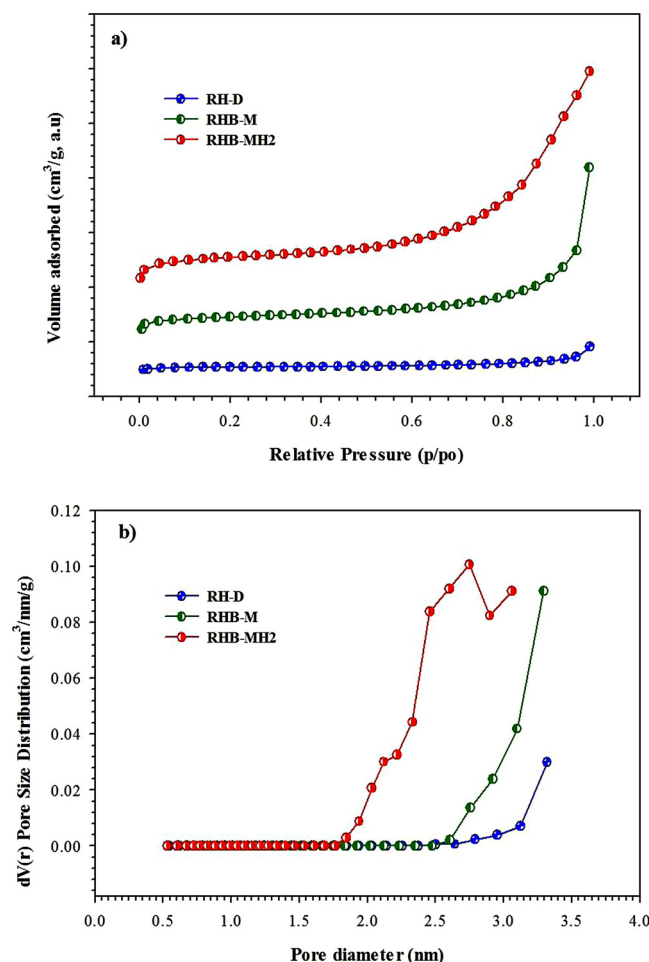 a)
RH-D
RHB-M
RHB-MH2
Volume adsorbed (cm³/g, a.u)
0.0 0.2 0.4 0.6 0.8 1.0
Relative Pressure (p/po)
b)
0.12
0.10
0.08
0.06
0.04
0.02
0.00
RH-D
RHB-M
RHB-MH2
dV(r) Pore Size Distribution (cm³/nm/g)
0.0 0.5 1.0 1.5 2.0 2.5 3.0 3.5 4.0
Pore diameter (nm)